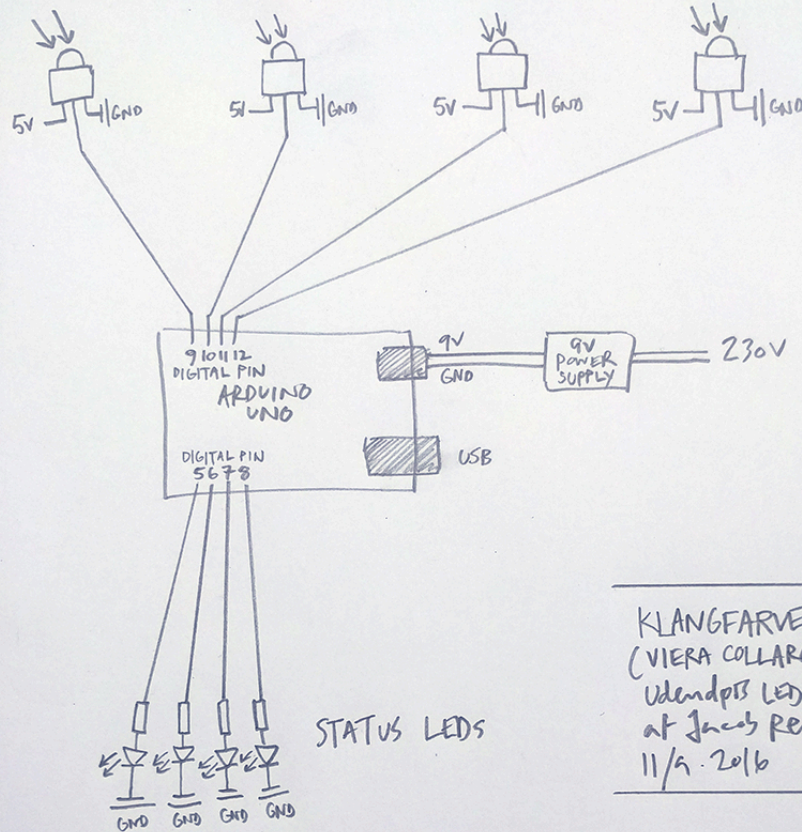 5V GND
5V GND
5V GND
5V GND
9 10 11 12
DIGITAL PIN
ARDUINO
UNO
9V
GND
9V
POWER
SUPPLY
230V
USB
DIGITAL PIN
5 6 7 8
STATUS LEDS
GND GND GND GND
KLANGFARVE
(VIERA COLLAR
LED
af Jacob Re
11/9.2016